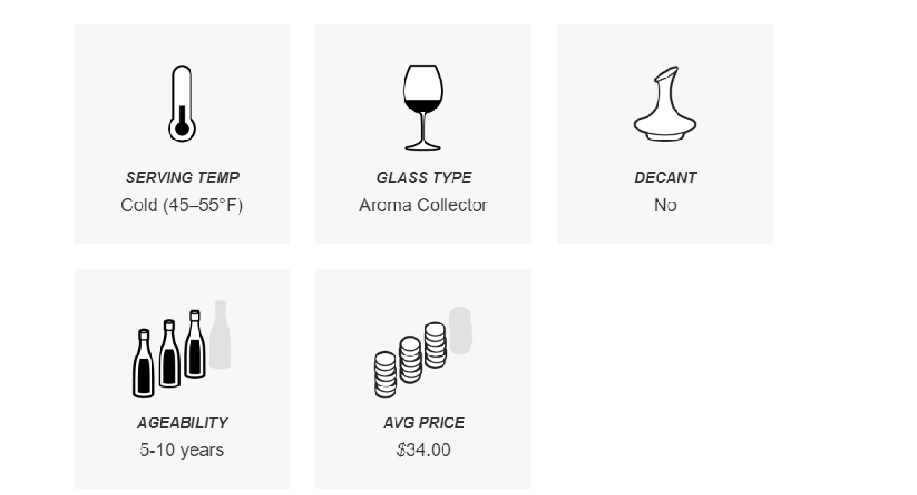 SERVING TEMP
Cold (45–55°F)
GLASS TYPE
Aroma Collector
DECANT
No
AGEABILITY
5-10 years
AVG PRICE
$34.00